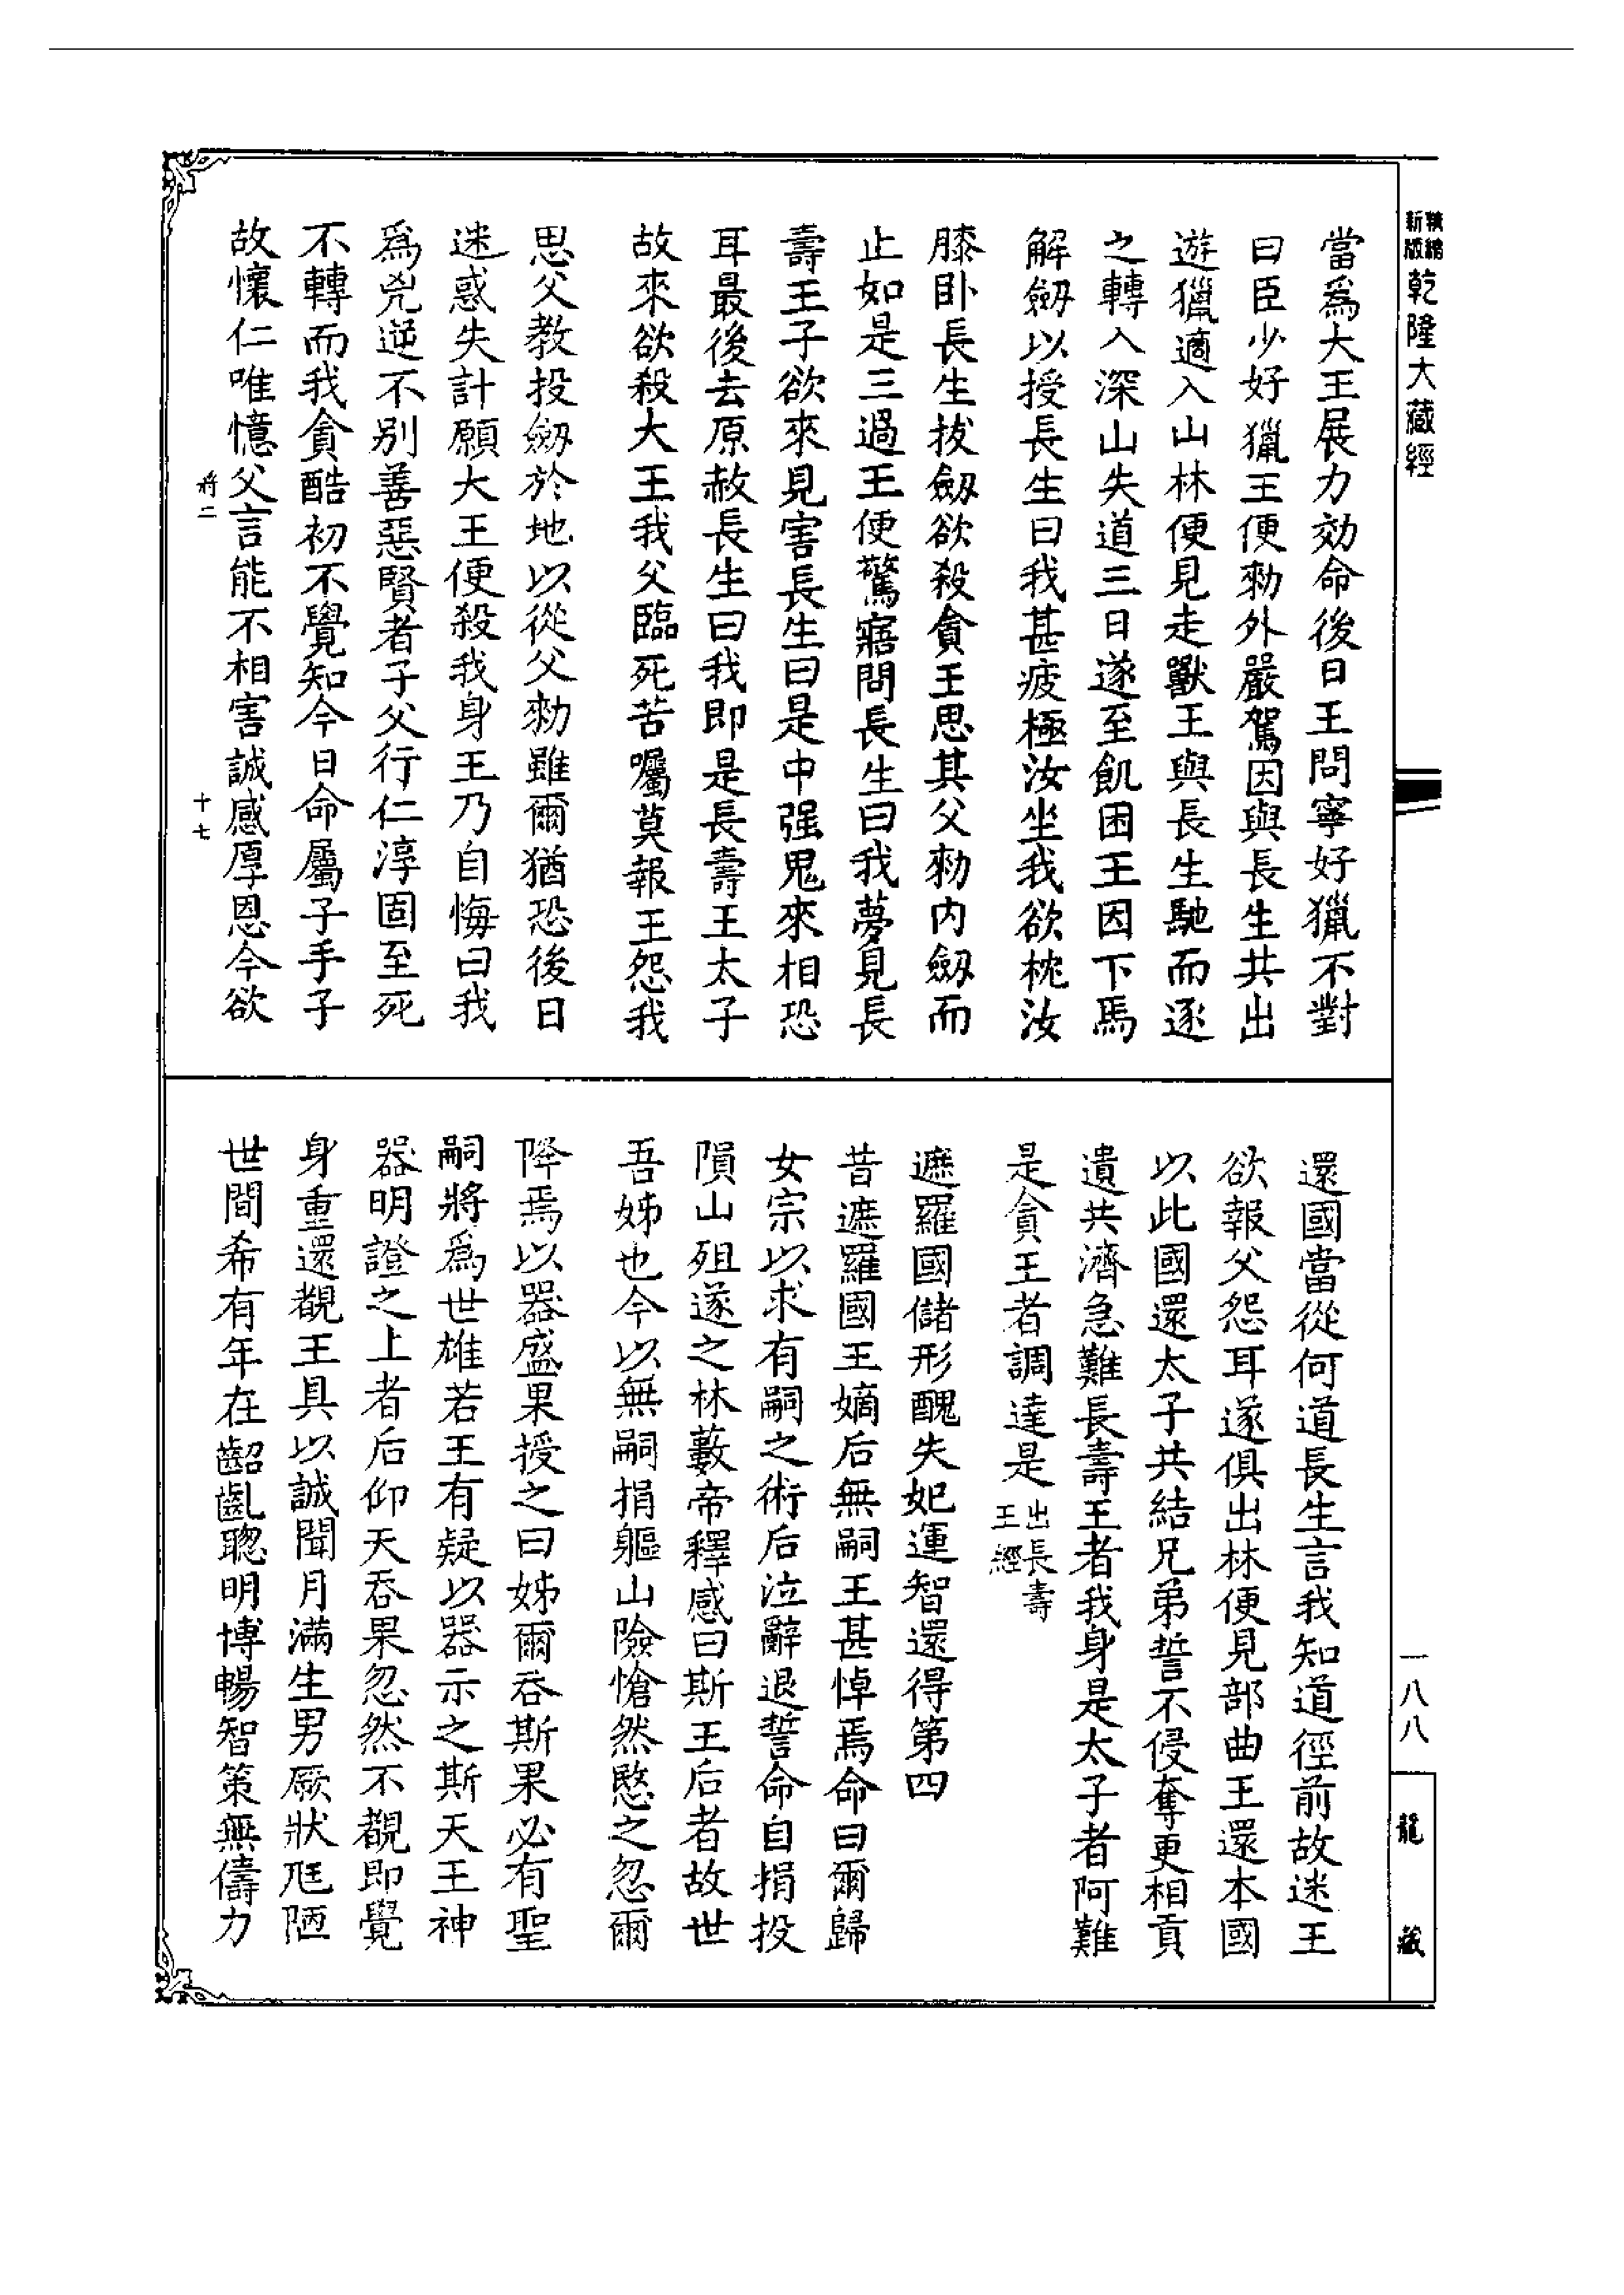 新版精縮乾隆大藏經
當爲大王展力効命後日王問寧好獵不對
曰臣少好獵王便勑外嚴駕因與長生共出
遊獵適入山林便見走獸王與長生馳而逐
之轉入深山失道三日遂至飢困王因下馬
解劒以授長生曰我甚疲極汝坐我欲枕汝
膝卧長生拔劒欲殺貪王思其父勑內劒而
止如是三過王便驚寤問長生曰我夢見長
壽王子欲來見害長生曰是中强鬼來相恐
耳最後去原赦長生曰我即是長壽王太子
故來欲殺大王我父臨死苦囑莫報王怨我
思父教投劒於地以從父勑雖爾猶恐後日
迷惑失計願大王便殺我身王乃自悔曰我
爲兇逆不別善惡賢者子父行仁淳固至死
不轉而我貪酷初不覺知今日命屬子手子
故懷仁唯憶父言能不相害誠感厚恩今欲
將二 十七
還國當從何道長生言我知道徑前故迷王
欲報父怨耳遂俱出林便見部曲王還本國
以此國還太子共結兄弟誓不侵奪更相貢
遺共濟急難長壽王者我身是太子者阿難
是貪王者調達是出長壽王經
遮羅國儲形醜失妃運智還得第四
昔遮羅國王嫡后無嗣王甚悼焉命曰爾歸
女宗以求有嗣之術后泣辭退誓命自捐投
隕山殂遂之林藪帝釋感曰斯王后者故世
吾姊也今以無嗣捐軀山險愴然愍之忽爾
降焉以器盛果授之曰姊爾吞斯果必有聖
嗣將爲世雄若王有疑以器示之斯天王神
器明證之上者后仰天吞果忽然不覩即覺
身重還覩王具以誠聞月滿生男厥狀尫陋
世間希有年在齠齓聰明博暢智策無儔力
一八八
龍藏